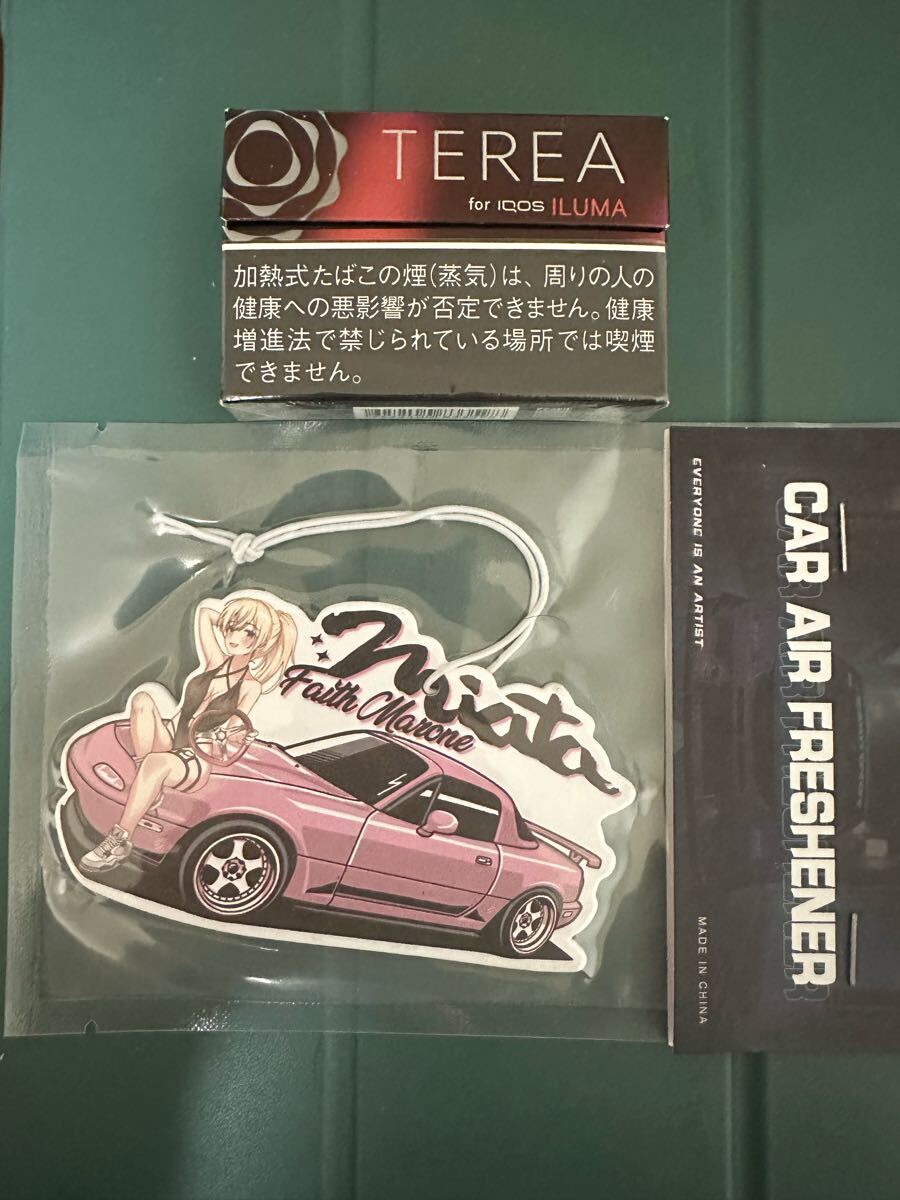 TEREA
for IQOS ILUMA
加熱式たばこの煙(蒸気)は、周りの人の
健康への悪影響が否定できません。健康
増進法で禁じられている場所では喫煙
できません。
Miata
Faith Marone
CAR AIR FRESHENER
EVERYONE IS AN ARTIST
MADE IN CHINA